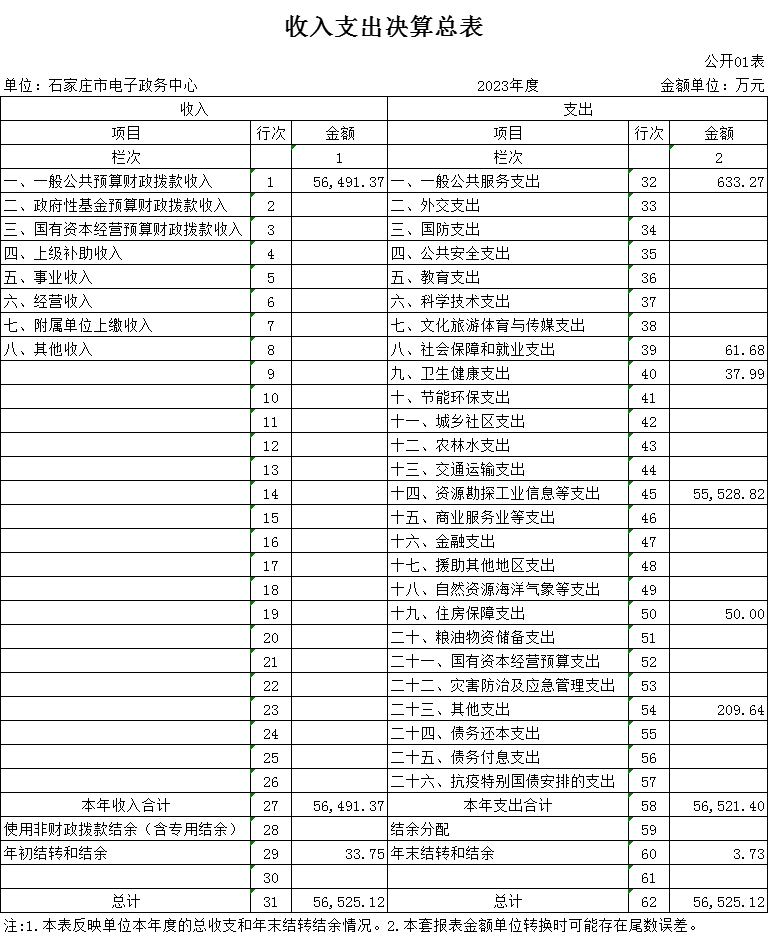 收入支出决算总表
公开01表
单位：石家庄市电子政务中心 2023年度 金额单位：万元
收入 支出
项目 行次 金额 项目 行次 金额
栏次 1 栏次 2
一、一般公共预算财政拨款收入 1 56,491.37 一、一般公共服务支出 32 633.27
二、政府性基金预算财政拨款收入 2 二、外交支出 33
三、国有资本经营预算财政拨款收入 3 三、国防支出 34
四、上级补助收入 4 四、公共安全支出 35
五、事业收入 5 五、教育支出 36
六、经营收入 6 六、科学技术支出 37
七、附属单位上缴收入 7 七、文化旅游体育与传媒支出 38
八、其他收入 8 八、社会保障和就业支出 39 61.68
9 九、卫生健康支出 40 37.99
10 十、节能环保支出 41
11 十一、城乡社区支出 42
12 十二、农林水支出 43
13 十三、交通运输支出 44
14 十四、资源勘探工业信息等支出 45 55,528.82
15 十五、商业服务业等支出 46
16 十六、金融支出 47
17 十七、援助其他地区支出 48
18 十八、自然资源海洋气象等支出 49
19 十九、住房保障支出 50 50.00
20 二十、粮油物资储备支出 51
21 二十一、国有资本经营预算支出 52
22 二十二、灾害防治及应急管理支出 53
23 二十三、其他支出 54 209.64
24 二十四、债务还本支出 55
25 二十五、债务付息支出 56
26 二十六、抗疫特别国债安排的支出 57
本年收入合计 27 56,491.37 本年支出合计 58 56,521.40
使用非财政拨款结余（含专用结余） 28 结余分配 59
年初结转和结余 29 33.75 年末结转和结余 60 3.73
30 61
总计 31 56,525.12 总计 62 56,525.12
注:1.本表反映单位本年度的总收支和年末结转结余情况。2.本套报表金额单位转换时可能存在尾数误差。